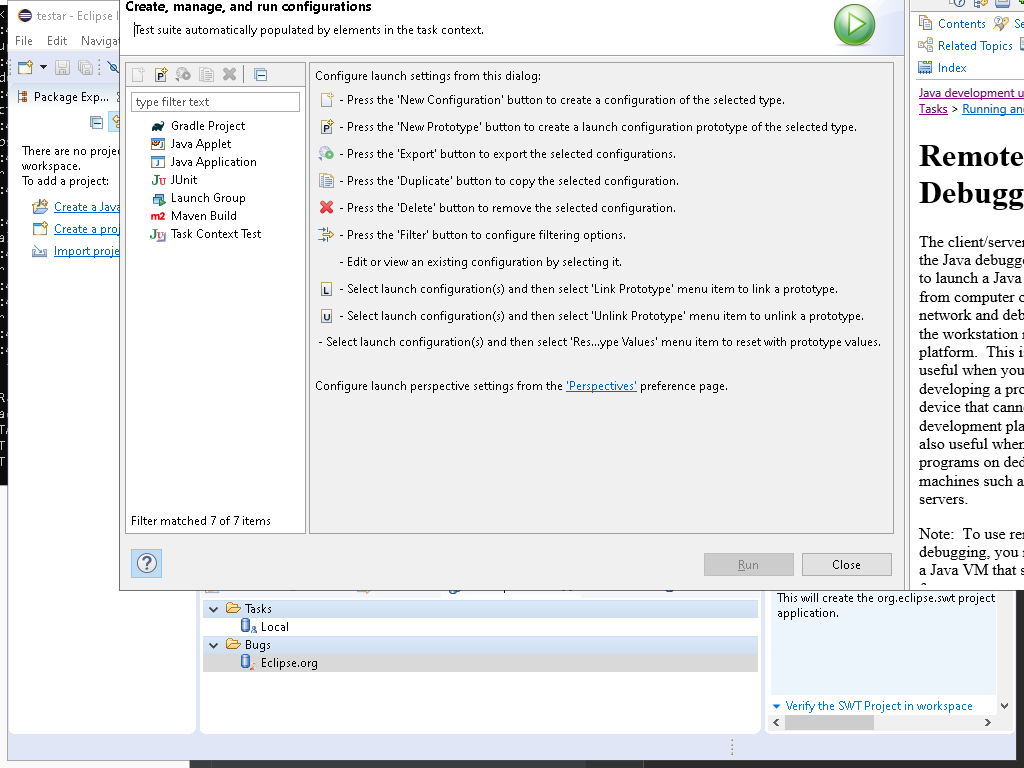 testar - Eclipse I
File Edit Naviga
Package Exp...
There are no proje
workspace.
To add a project:
Create a Java
Create a proj
Import proje
Create, manage, and run configurations
Test suite automatically populated by elements in the task context.
type filter text
Gradle Project
Java Applet
Java Application
JUnit
Launch Group
Maven Build
Task Context Test
Filter matched 7 of 7 items
Configure launch settings from this dialog:
- Press the 'New Configuration' button to create a configuration of the selected type.
- Press the 'New Prototype' button to create a launch configuration prototype of the selected type.
- Press the 'Export' button to export the selected configurations.
- Press the 'Duplicate' button to copy the selected configuration.
- Press the 'Delete' button to remove the selected configuration.
- Press the 'Filter' button to configure filtering options.
- Edit or view an existing configuration by selecting it.
- Select launch configuration(s) and then select 'Link Prototype' menu item to link a prototype.
- Select launch configuration(s) and then select 'Unlink Prototype' menu item to unlink a prototype.
- Select launch configuration(s) and then select 'Res...ype Values' menu item to reset with prototype values.
Configure launch perspective settings from the 'Perspectives' preference page.
Run
Close
Contents Se
Related Topics
Index
Java development u
Tasks > Running and
Remote
Debugg
The client/server
the Java debugge
to launch a Java
from computer o
network and deb
the workstation r
platform. This is
useful when you
developing a pro
device that canno
development pla
also useful when
programs on ded
machines such a
servers.
Note: To use rem
debugging, you r
a Java VM that s
Tasks
Local
Bugs
Eclipse.org
This will create the org.eclipse.swt project
application.
Verify the SWT Project in workspace